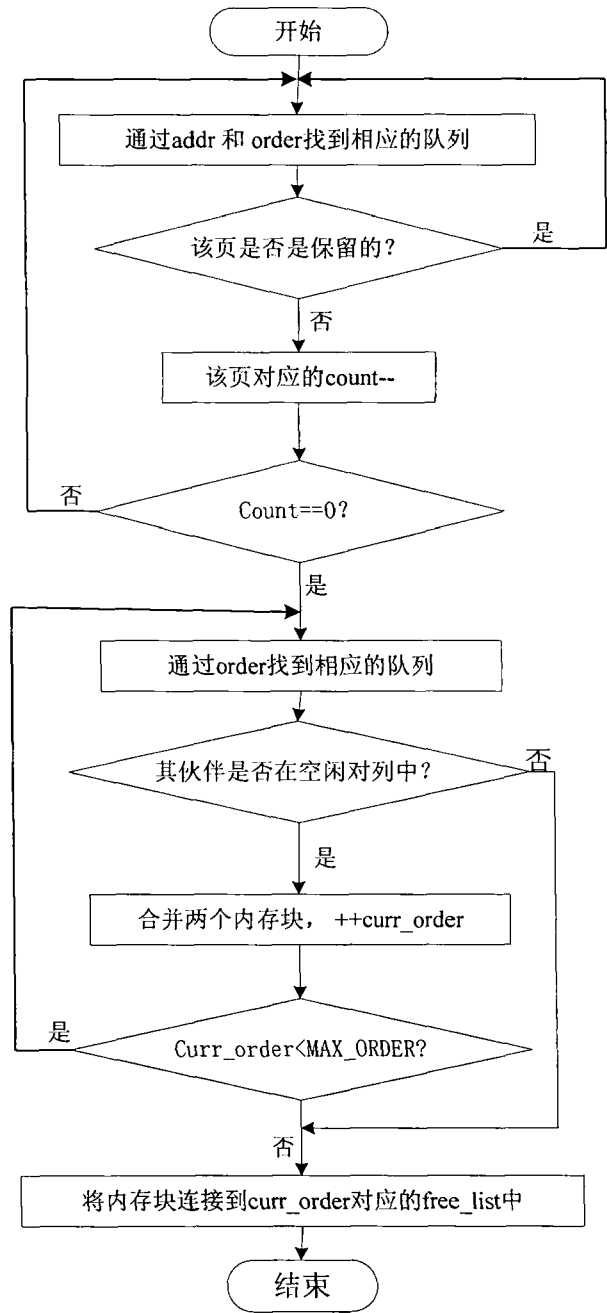 开始
通过addr 和 order找到相应的队列
该页是否是保留的？
是
否
该页对应的count--
否
Count==0?
是
通过order找到相应的队列
其伙伴是否在空闲对列中？
否
是
合并两个内存块， ++curr_order
是
Curr_order<MAX_ORDER?
否
将内存块连接到curr_order对应的free_list中
结束